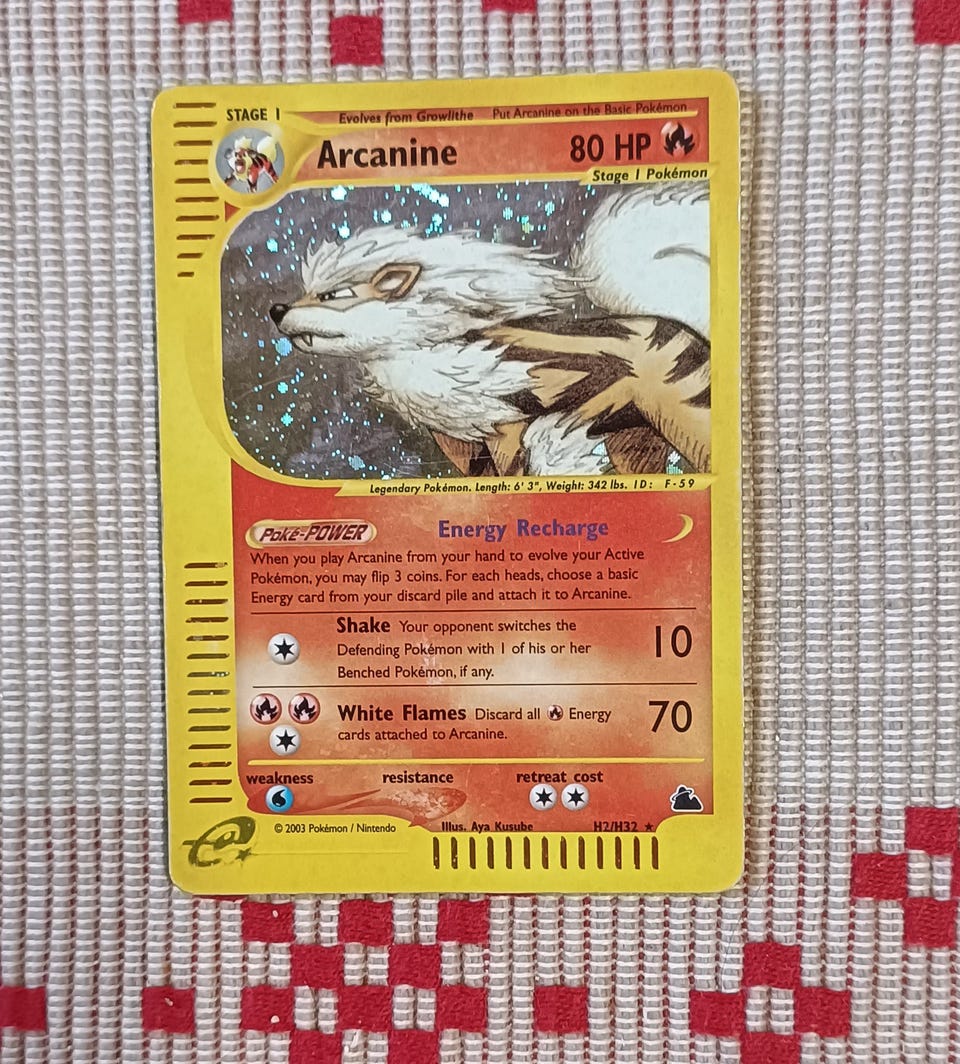 STAGE 1 Evolves from Growlithe Put Arcanine on the Basic Pokémon
Arcanine 80 HP
Stage 1 Pokémon
Legendary Pokémon. Length: 6' 3", Weight: 342 lbs. ID: F-59
Poké-POWER Energy Recharge
When you play Arcanine from your hand to evolve your Active
Pokémon, you may flip 3 coins. For each heads, choose a basic
Energy card from your discard pile and attach it to Arcanine.
Shake Your opponent switches the
Defending Pokémon with 1 of his or her 10
Benched Pokémon, if any.
White Flames Discard all Energy 70
cards attached to Arcanine.
weakness resistance retreat cost
© 2003 Pokémon / Nintendo Illus. Aya Kusube H2/H32 ★
e